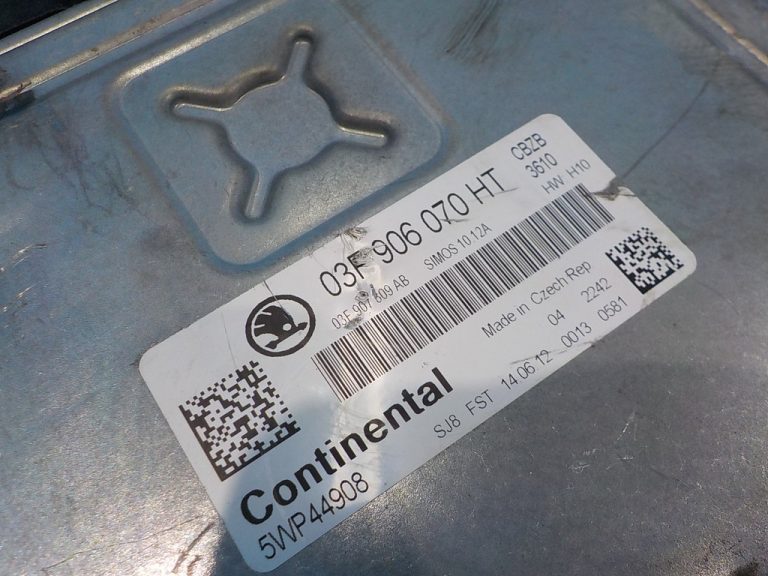 03F 906 070 HT CBZB
3610
03F 907 309 AB SIMOS 10 12A HW: H10
Made in Czech Rep
04 2242
SJ8 FST 14.06.12 0013 0581
Continental
5WP44908